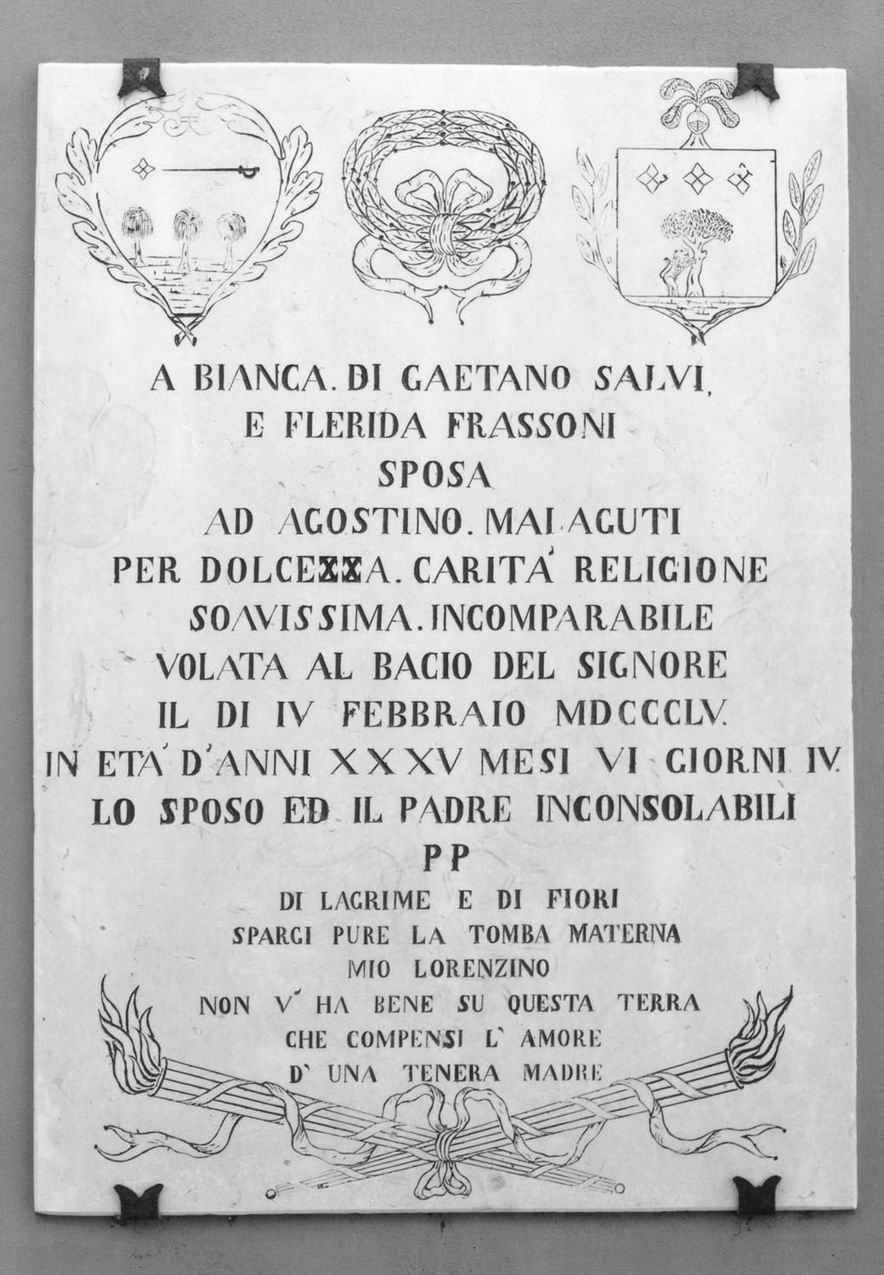 A BIANCA. DI GAETANO SALVI,
E FLERIDA FRASSONI
SPOSA
AD AGOSTINO. MALAGUTI
PER DOLCEZZA. CARITA' RELIGIONE
SOAVISSIMA. INCOMPARABILE
VOLATA AL BACIO DEL SIGNORE
IL DI IV FEBBRAIO MDCCCLV.
IN ETA' D'ANNI XXXV MESI VI GIORNI IV.
LO SPOSO ED IL PADRE INCONSOLABILI
PP
DI LAGRIME E DI FIORI
SPARGI PURE LA TOMBA MATERNA
MIO LORENZINO
NON V' HA BENE SU QUESTA TERRA
CHE COMPENSI L' AMORE
D' UNA TENERA MADRE